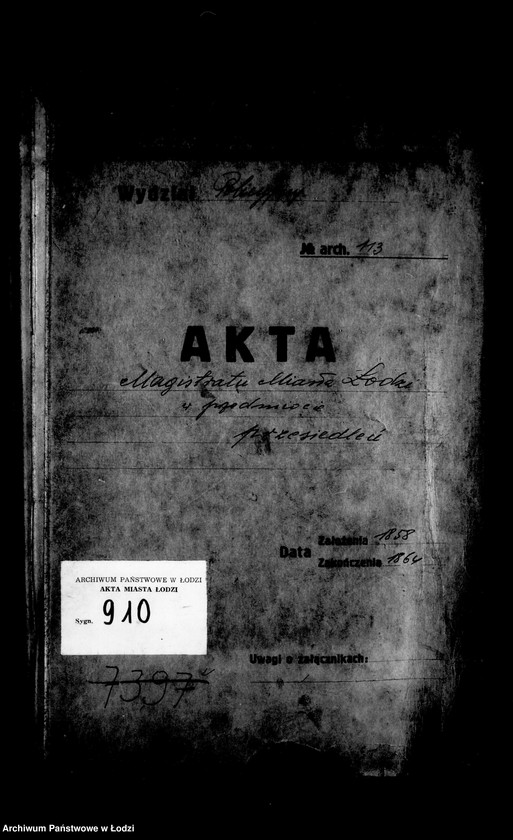 Wydział Policyjny
№ arch. 113
AKTA
Magistratu Miasta Łodzi
w przedmiocie
przesiedleń
Data
Założenia 1858
Zakończenia 1864
ARCHIWUM PAŃSTWOWE W ŁODZI
AKTA MIASTA ŁODZI
Sygn. 910
Uwagi o załącznikach:
7397
Archiwum Państwowe w Łodzi